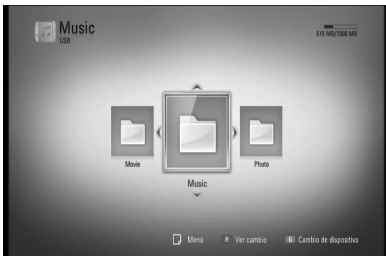 Music
USB
515 MB/1968 MB
Movie
Photo
Music
Menú
R Ver cambio
G Cambio de dispositivo